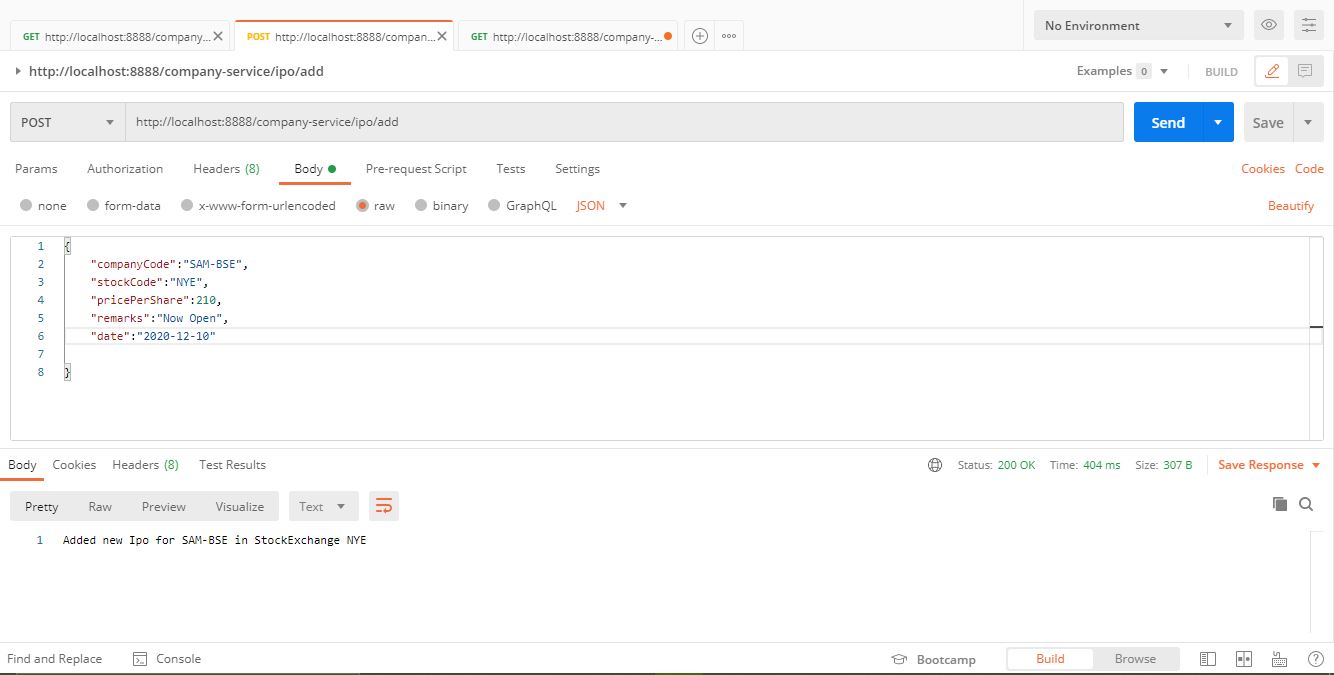 GET http://localhost:8888/company... POST http://localhost:8888/compan... GET http://localhost:8888/company-... No Environment
http://localhost:8888/company-service/ipo/add Examples 0 BUILD
POST http://localhost:8888/company-service/ipo/add Send Save
Params Authorization Headers (8) Body Pre-request Script Tests Settings Cookies Code
none form-data x-www-form-urlencoded raw binary GraphQL JSON Beautify
1 {
2 "companyCode":"SAM-BSE",
3 "stockCode":"NYE",
4 "pricePerShare":210,
5 "remarks":"Now Open",
6 "date":"2020-12-10"
7
8 }
Body Cookies Headers (8) Test Results Status: 200 OK Time: 404 ms Size: 307 B Save Response
Pretty Raw Preview Visualize Text
1 Added new Ipo for SAM-BSE in StockExchange NYE
Find and Replace Console Bootcamp Build Browse